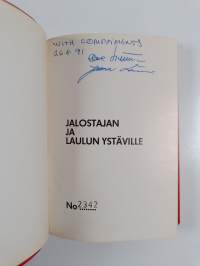 WITH COMPLIMENTS
26.6.91
JALOSTAJAN
JA
LAULUN YSTÄVILLE
No 2342